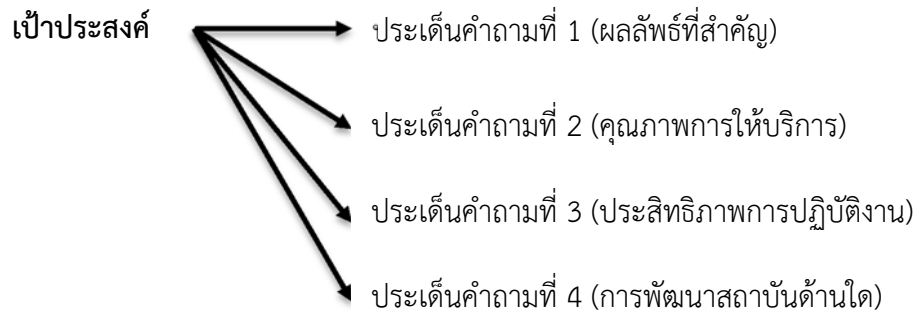 เป้าประสงค์
ประเด็นคำถามที่ 1 (ผลลัพธ์ที่สำคัญ)
ประเด็นคำถามที่ 2 (คุณภาพการให้บริการ)
ประเด็นคำถามที่ 3 (ประสิทธิภาพการปฏิบัติงาน)
ประเด็นคำถามที่ 4 (การพัฒนาสถาบันด้านใด)